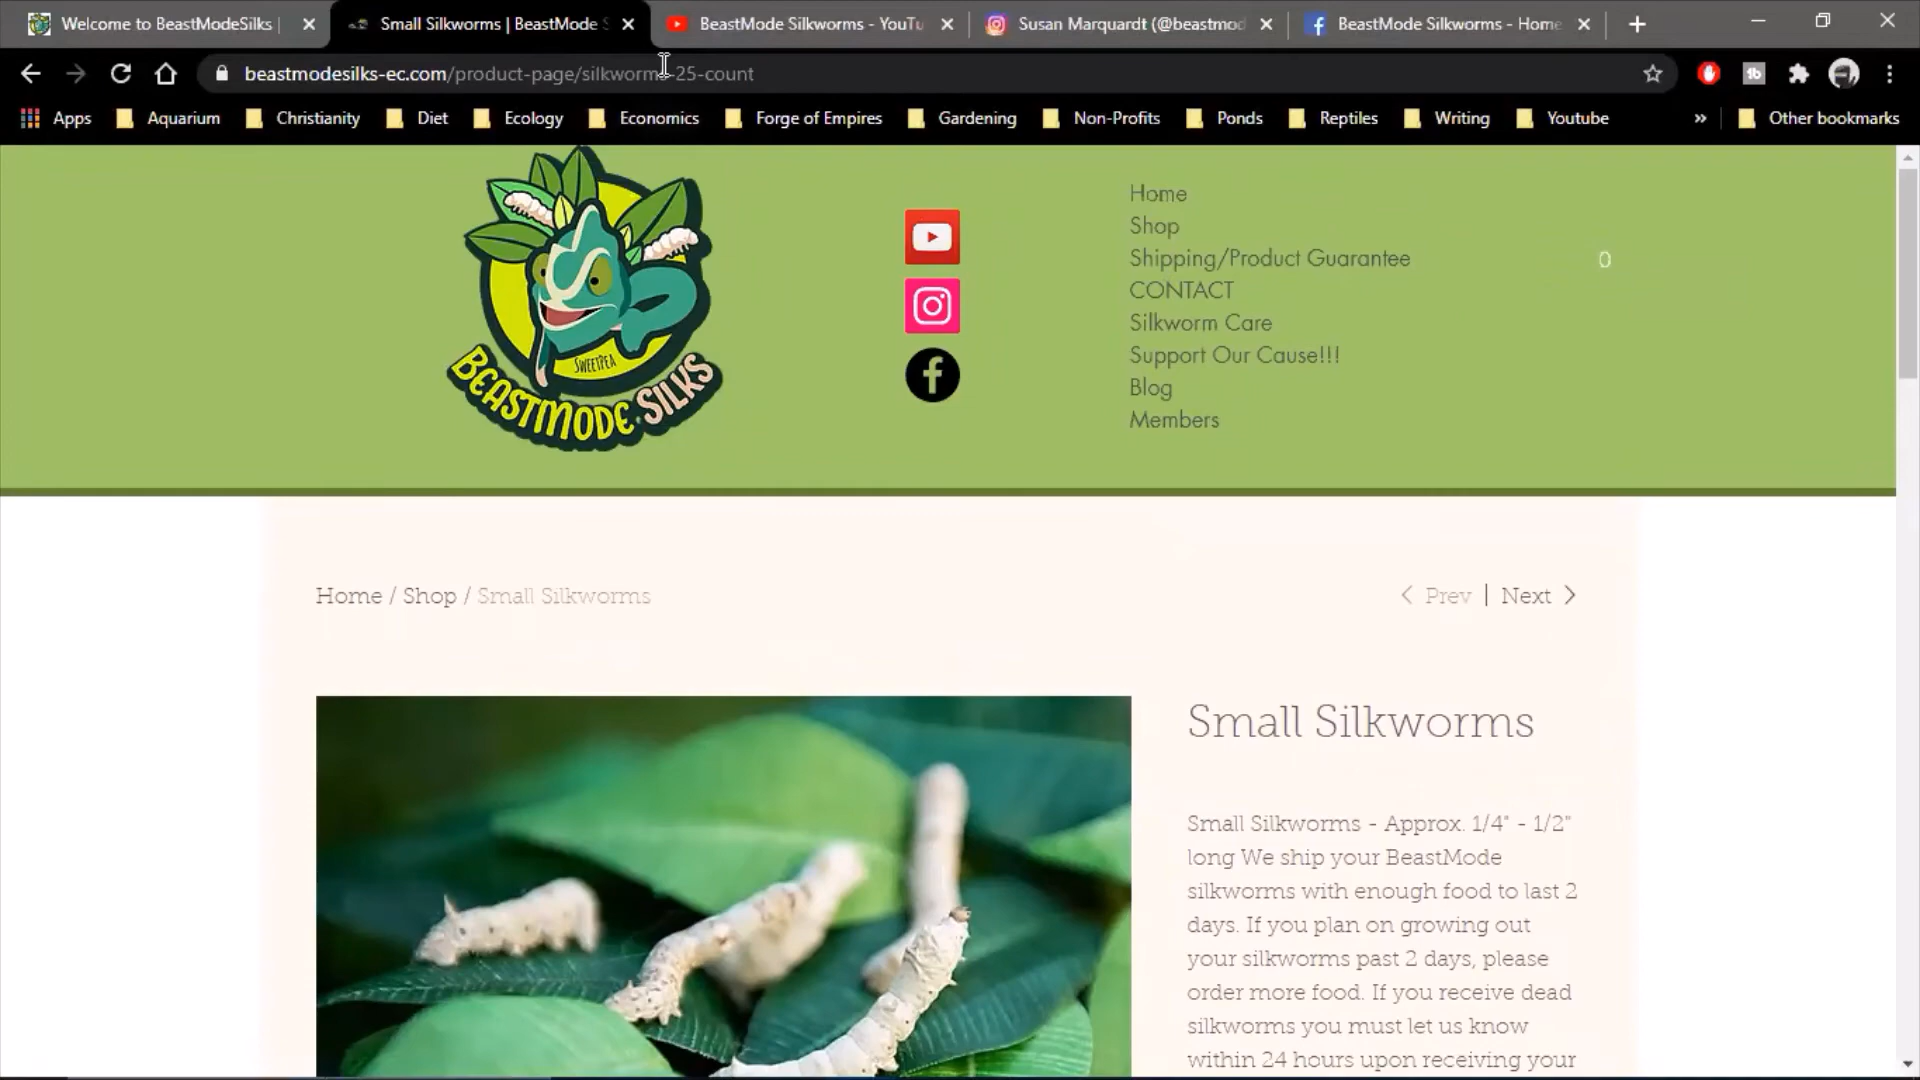 Welcome to BeastModeSilks |
Small Silkworms | BeastMode S
BeastMode Silkworms - YouTu
Susan Marquardt (@beastmod
BeastMode Silkworms - Home
beastmodesilks-ec.com/product-page/silkworms-25-count
Apps Aquarium Christianity Diet Ecology Economics Forge of Empires Gardening Non-Profits Ponds Reptiles Writing Youtube » Other bookmarks
SWEETPEA
BEASTMODE SILKS
Home
Shop
Shipping/Product Guarantee
0
CONTACT
Silkworm Care
Support Our Cause!!!
Blog
Members
Home / Shop / Small Silkworms
< Prev | Next >
Small Silkworms
Small Silkworms - Approx. 1/4" - 1/2"
long We ship your BeastMode
silkworms with enough food to last 2
days. If you plan on growing out
your silkworms past 2 days, please
order more food. If you receive dead
silkworms you must let us know
within 24 hours upon receiving your